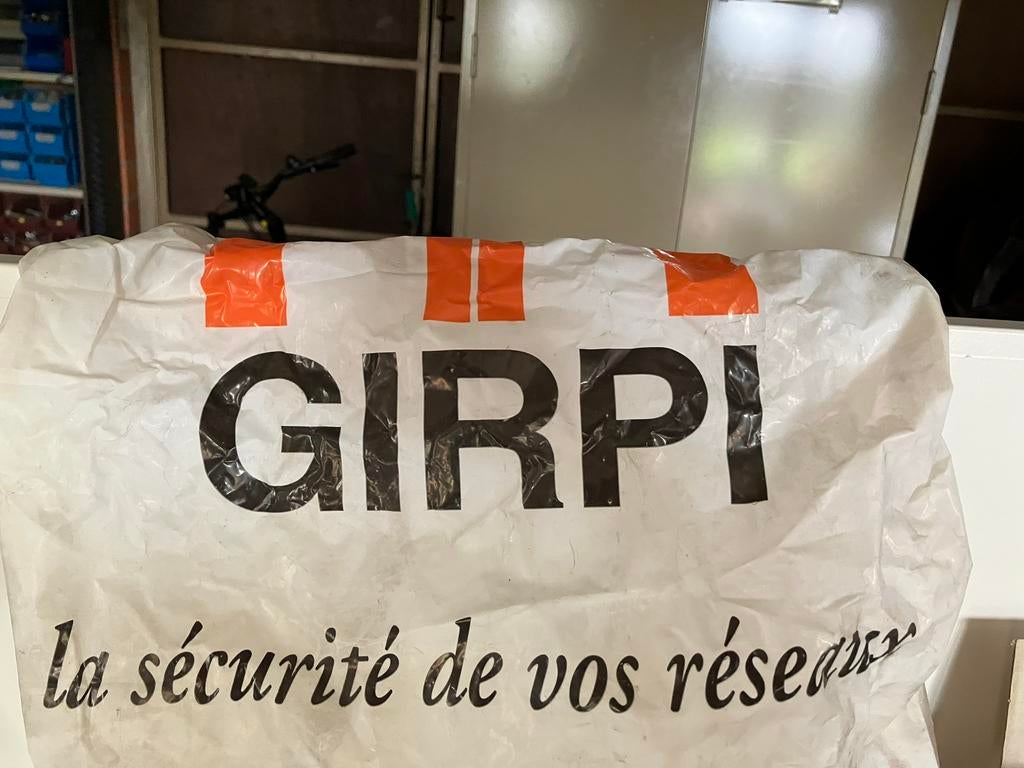 GIRPI
la sécurité de vos réseaux